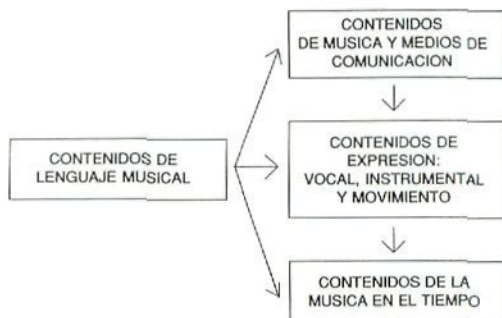 CONTENIDOS
DE MUSICA Y MEDIOS DE
COMUNICACION
CONTENIDOS DE
LENGUAJE MUSICAL
CONTENIDOS DE
EXPRESION:
VOCAL, INSTRUMENTAL
Y MOVIMIENTO
CONTENIDOS DE LA
MUSICA EN EL TIEMPO